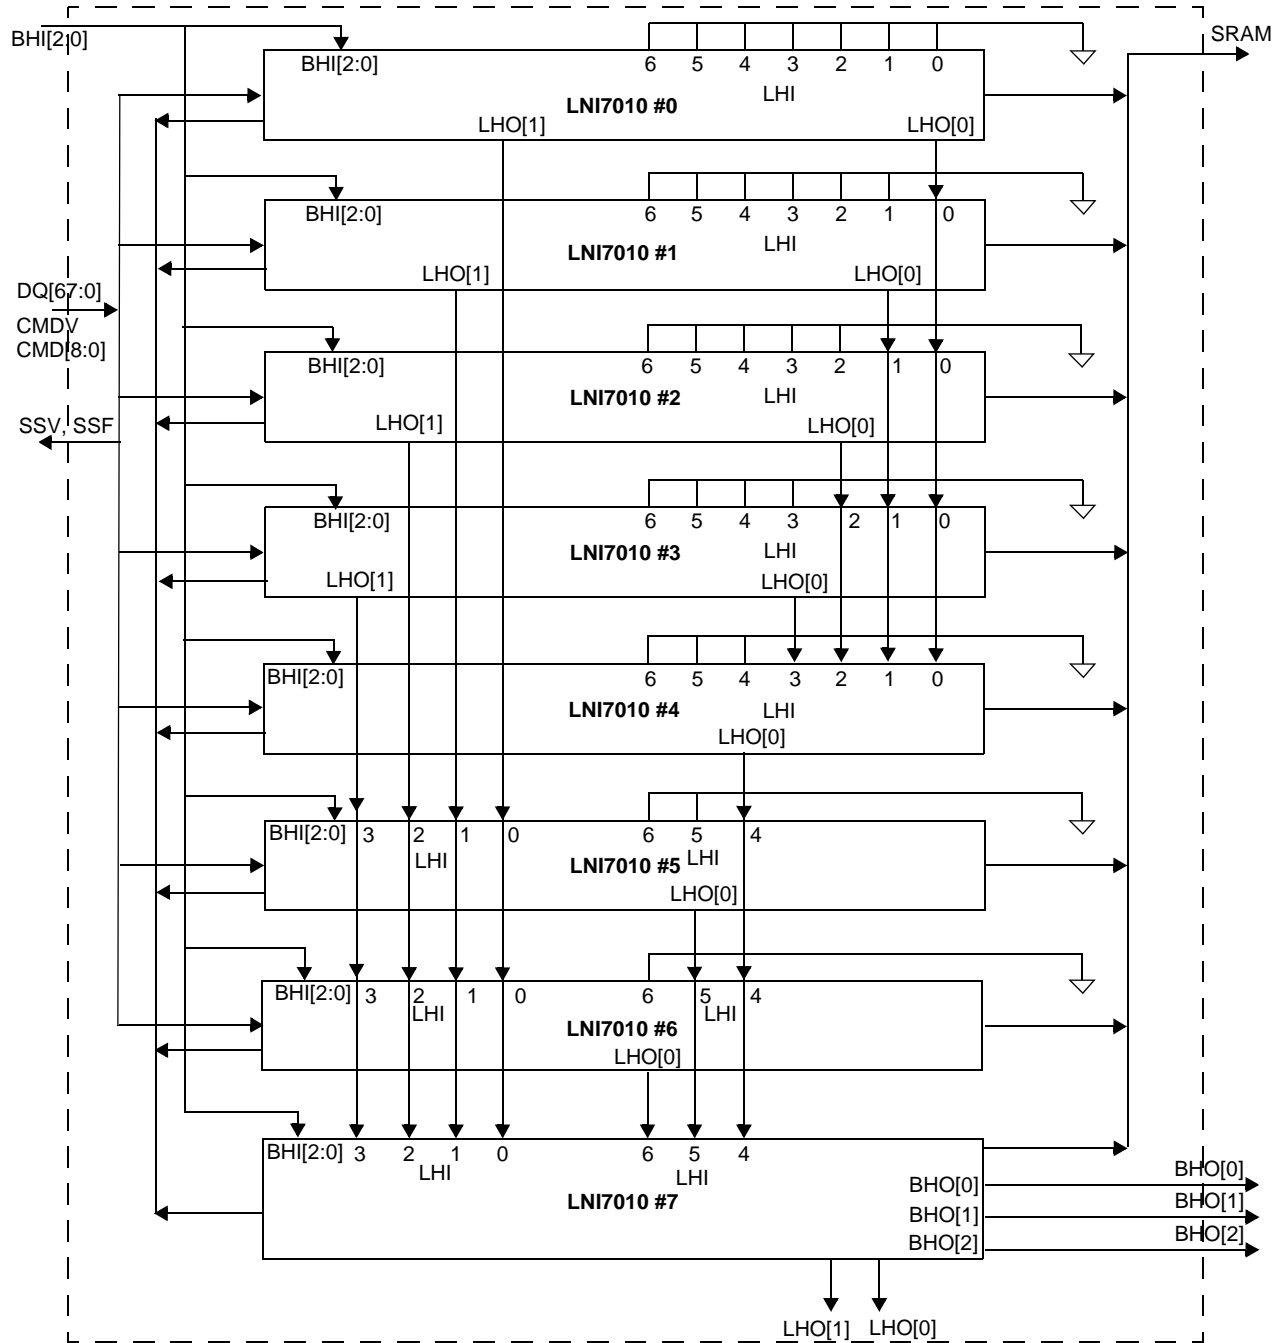 BHI[2:0]
SRAM
BHI[2:0] 6 5 4 3 2 1 0
LHI
LNI7010 #0
LHO[1] LHO[0]
BHI[2:0] 6 5 4 3 2 1 0
LHI
LNI7010 #1
LHO[1] LHO[0]
DQ[67:0]
CMDV
CMD[8:0]
BHI[2:0] 6 5 4 3 2 1 0
LHI
LNI7010 #2
LHO[1] LHO[0]
SSV, SSF
BHI[2:0] 6 5 4 3 2 1 0
LHI
LNI7010 #3
LHO[1] LHO[0]
BHI[2:0] 6 5 4 3 2 1 0
LHI
LNI7010 #4
LHO[0]
BHI[2:0] 3 2 1 0 6 5 4
LHI LHI
LNI7010 #5
LHO[0]
BHI[2:0] 3 2 1 0 6 5 4
LHI LHI
LNI7010 #6
LHO[0]
BHI[2:0] 3 2 1 0 6 5 4
LHI LHI
LNI7010 #7
BHO[0] BHO[0]
BHO[1] BHO[1]
BHO[2] BHO[2]
LHO[1] LHO[0]